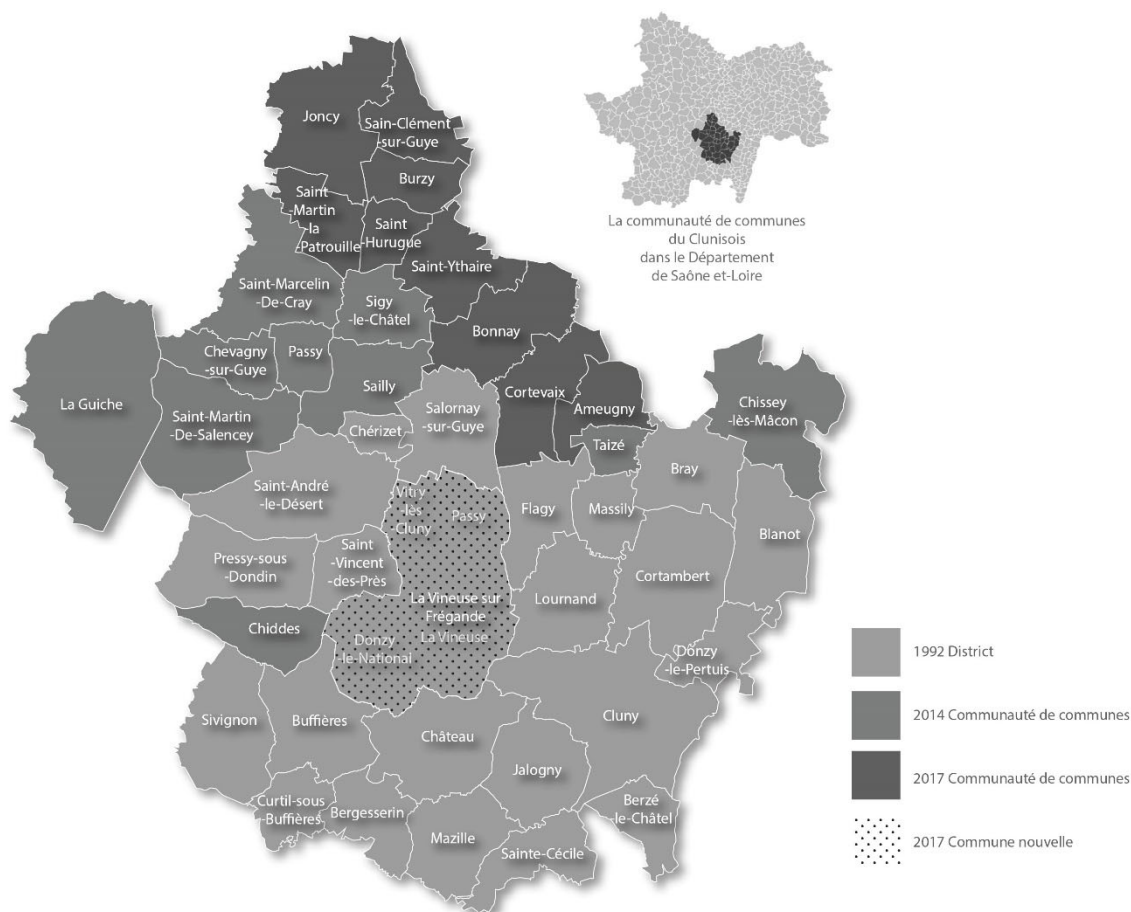 Joncy
Sain-Clément
-sur-Guye
Burzy
Saint
-Martin
-la
-Patrouille
Saint
-Hurugue
Saint-Ythaire
Saint-Marcelin
-De-Cray
Sigy
-le-Châtel
Bonnay
Chevagny
-sur-Guye
Passy
Sailly
Cortevaix
La Guiche
Saint-Martin
-De-Salencey
Chérizet
Salornay
-sur-Guye
Ameugny
Taizé
Chissey
-lès-Mâcon
Bray
Saint-André
-le-Désert
Vitry
-lès
Cluny
Passy
Flagy
Massily
Blanot
Pressy-sous
-Dondin
Saint
-Vincent
-des-Près
Cortambert
La Vineuse sur
Frégande
La Vineuse
Lournand
Chiddes
Donzy
-le-National
Donzy
-le-Pertuis
Sivignon
Buffières
Château
Cluny
Jalogny
Curtil-sous
-Buffières
Bergesserin
Mazille
Berzé
-le-Châtel
Sainte-Cécile
La communauté de communes
du Clunisois
dans le Département
de Saône et-Loire
1992 District
2014 Communauté de communes
2017 Communauté de communes
2017 Commune nouvelle